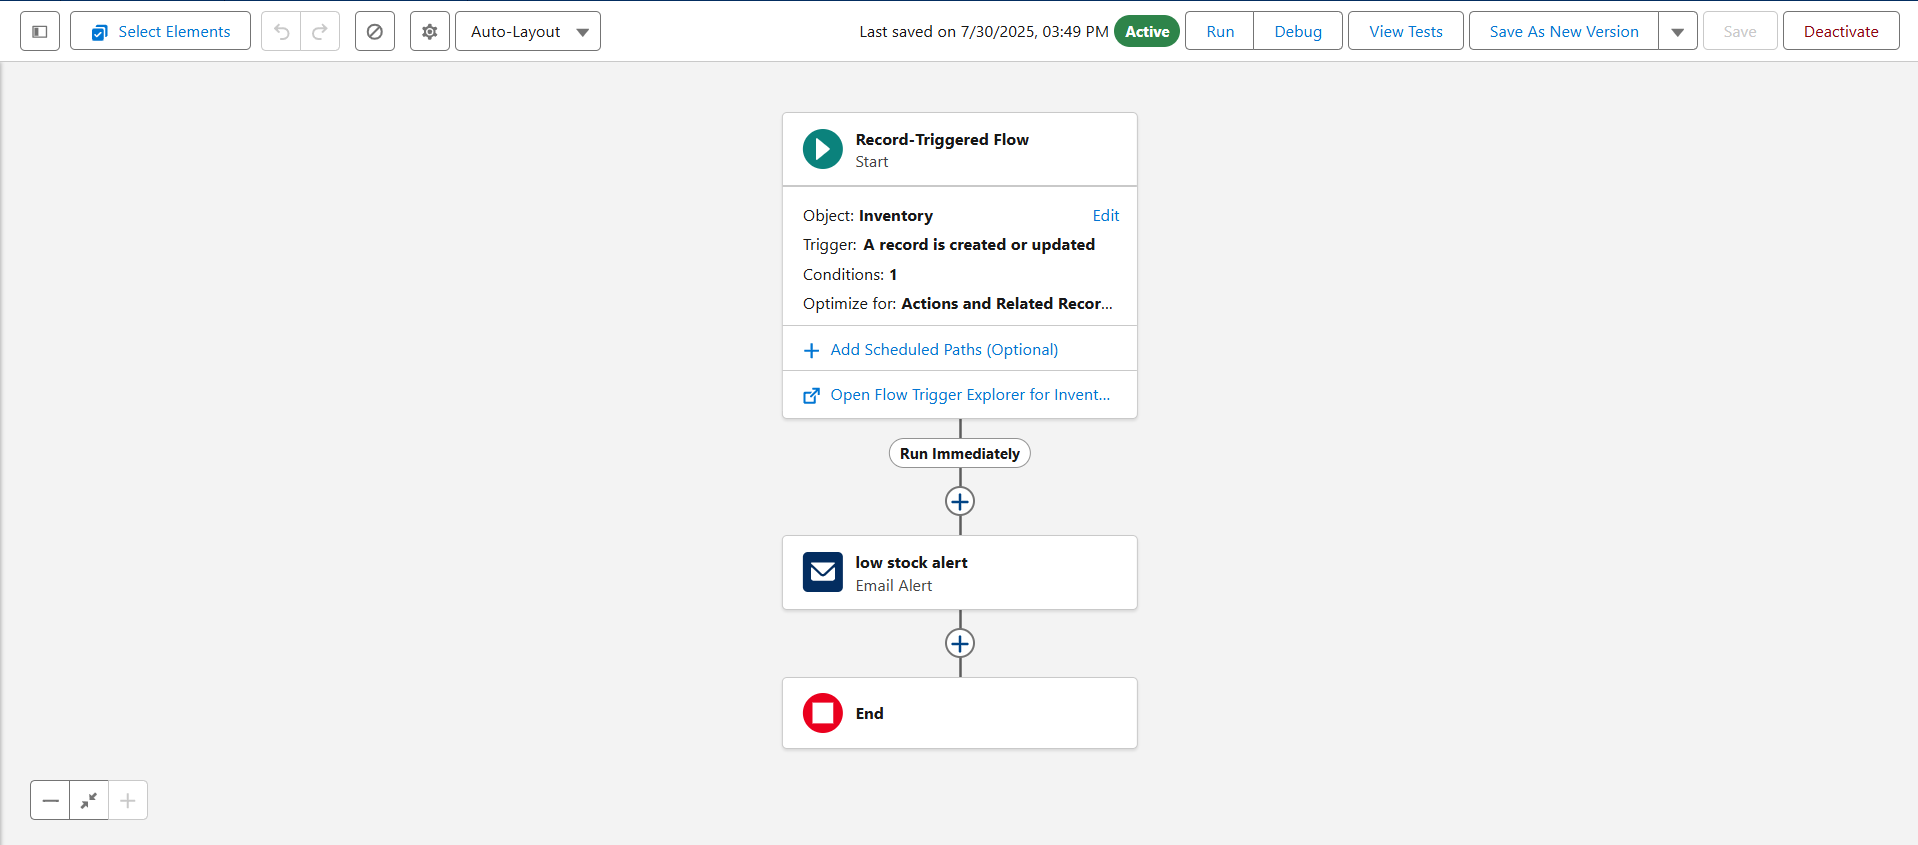 Select Elements
Auto-Layout
Last saved on 7/30/2025, 03:49 PM
Active
Run
Debug
View Tests
Save As New Version
Save
Deactivate
Record-Triggered Flow
Start
Object: Inventory
Edit
Trigger: A record is created or updated
Conditions: 1
Optimize for: Actions and Related Recor...
Add Scheduled Paths (Optional)
Open Flow Trigger Explorer for Invent...
Run Immediately
low stock alert
Email Alert
End